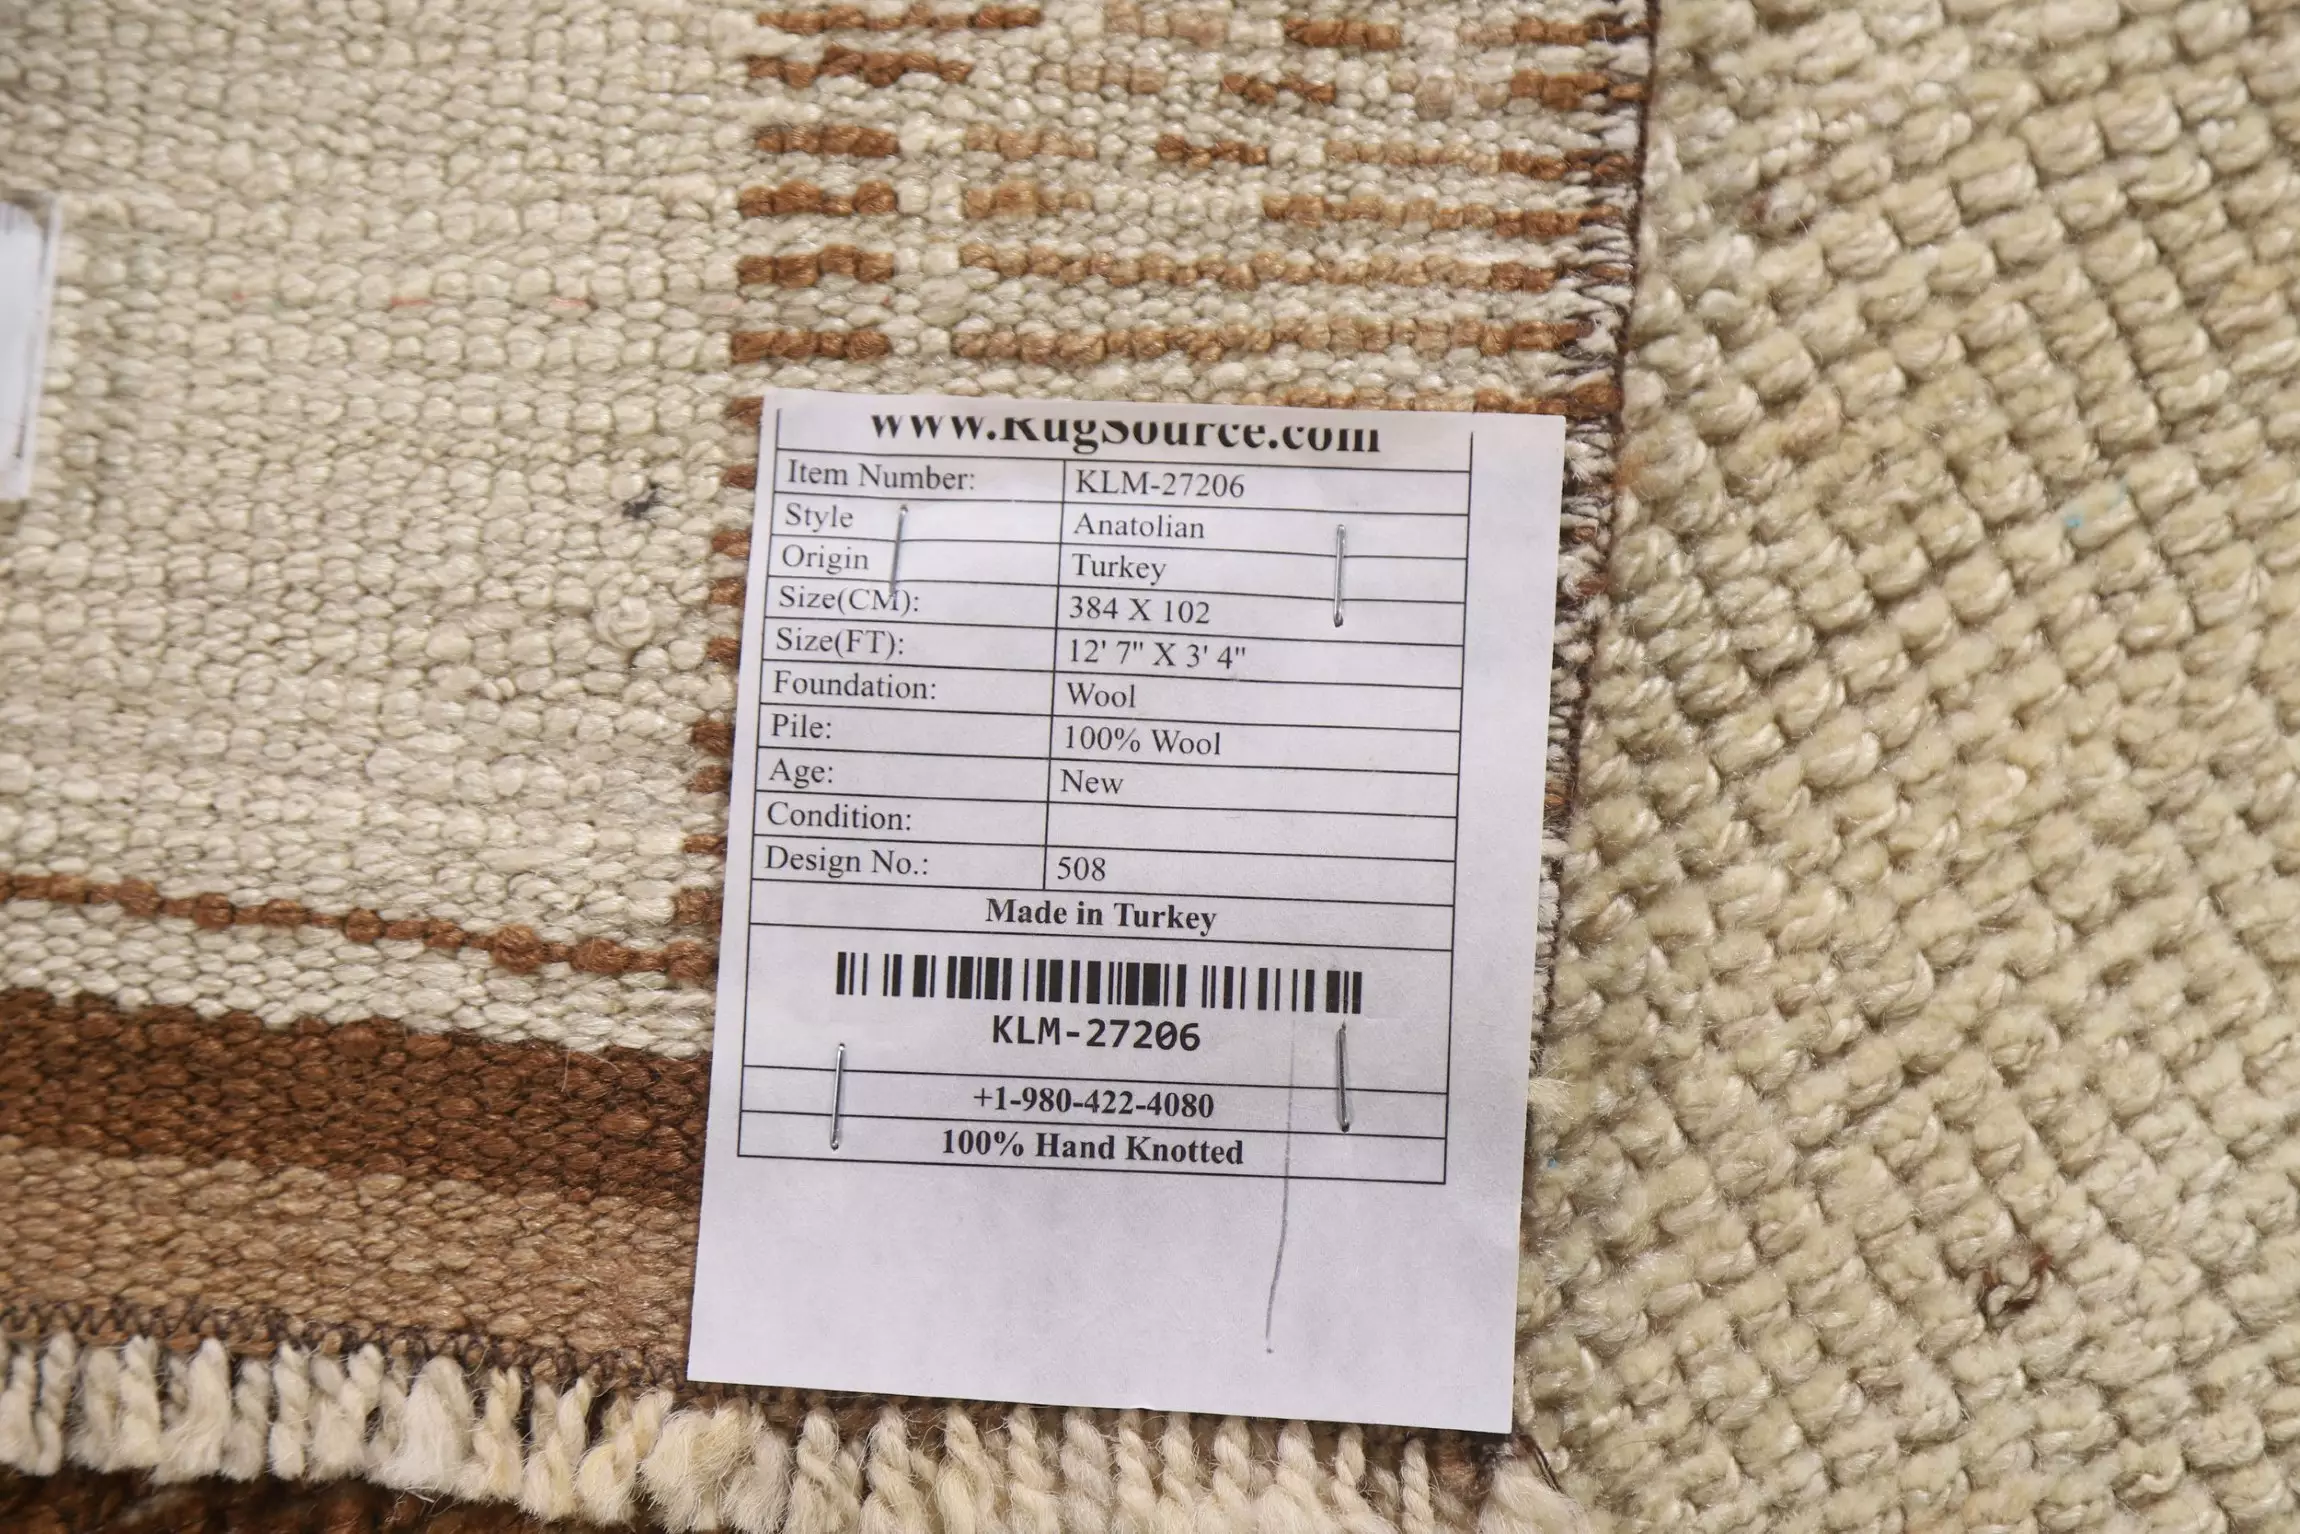 www.RugSource.com
Item Number: KLM-27206
Style Anatolian
Origin Turkey
Size(CM): 384 X 102
Size(FT): 12' 7" X 3' 4"
Foundation: Wool
Pile: 100% Wool
Age: New
Condition:
Design No.: 508
Made in Turkey
KLM-27206
+1-980-422-4080
100% Hand Knotted